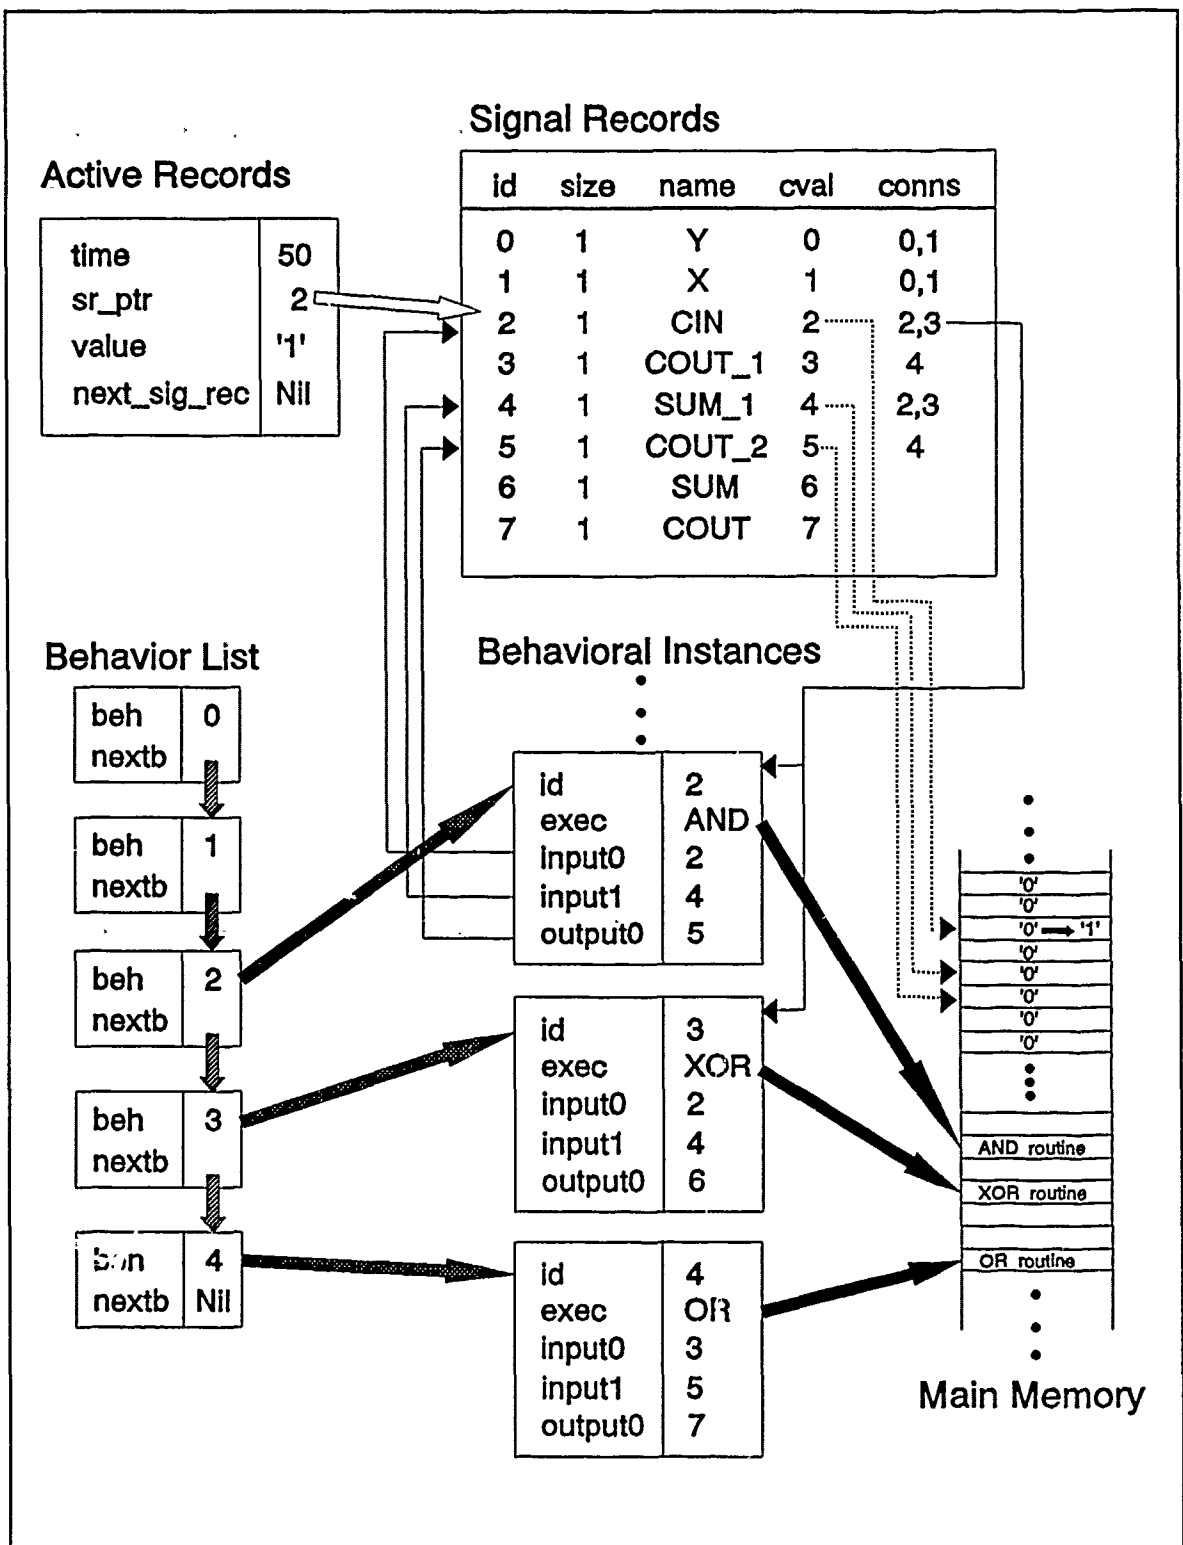 Signal Records
Active Records
id size name cval conns
0 1 Y 0 0,1
1 1 X 1 0,1
2 1 CIN 2 2,3
3 1 COUT_1 3 4
4 1 SUM_1 4 2,3
5 1 COUT_2 5 4
6 1 SUM 6
7 1 COUT 7
time 50
sr_ptr 2
value '1'
next_sig_rec Nil
Behavior List
beh 0
nextb
beh 1
nextb
beh 2
nextb
beh 3
nextb
4
nextb Nil
Behavioral Instances
id 2
exec AND
input0 2
input1 4
output0 5
id 3
exec XOR
input0 2
input1 4
output0 6
id 4
exec OR
input0 3
input1 5
output0 7
'0'
'0'
'0' '1'
'0'
'0'
'0'
'0'
'0'
AND routine
XOR routine
OR routine
Main Memory